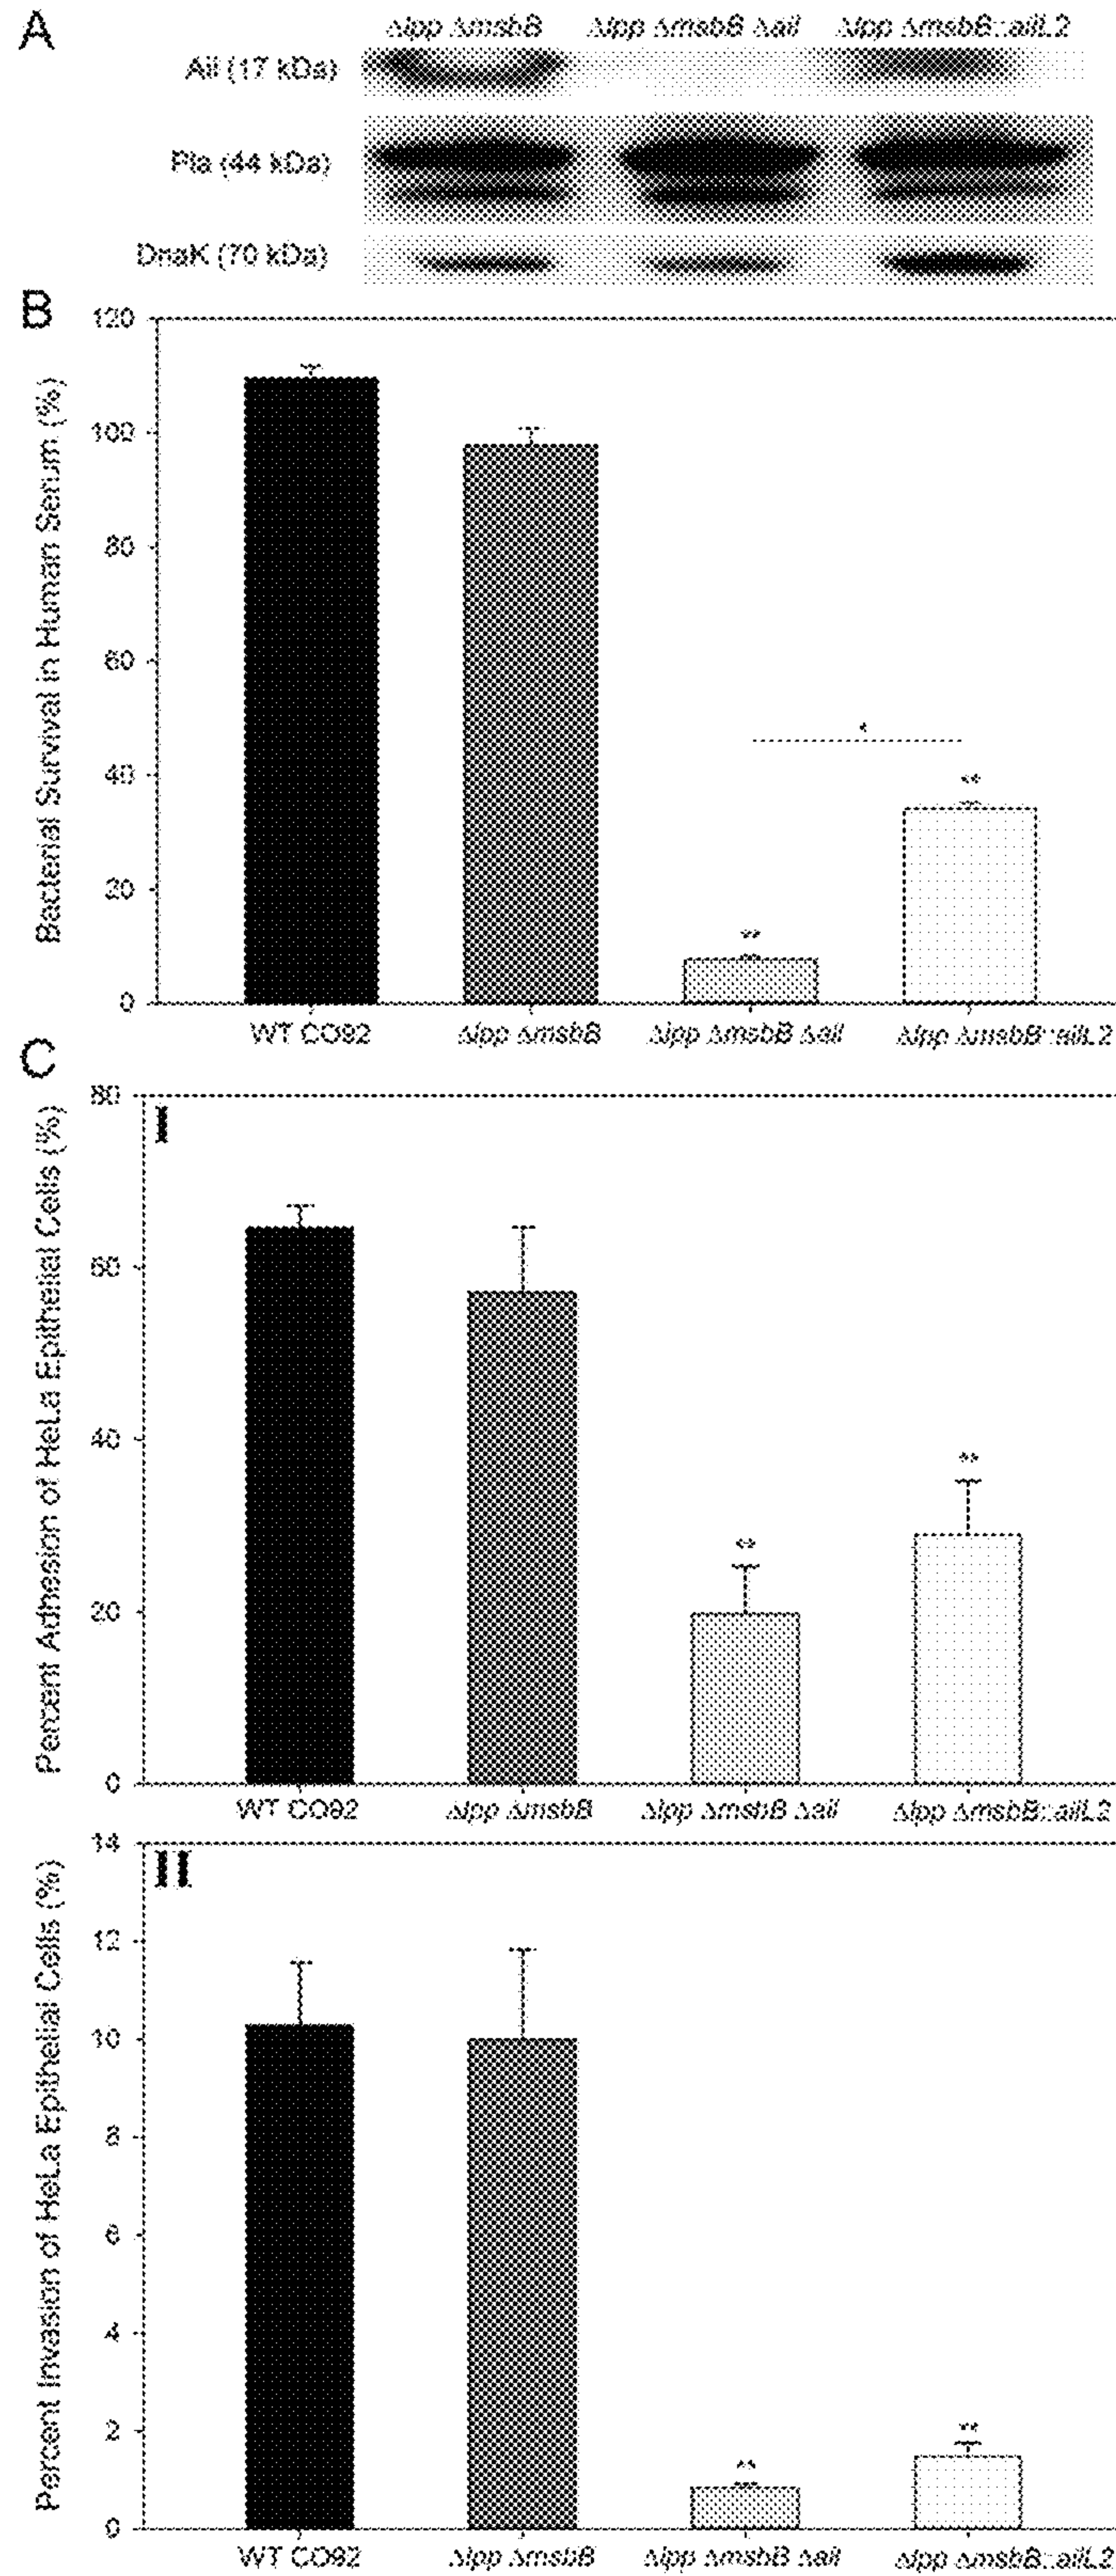 A
Δlpp ΔmsbB Δlpp ΔmsbB Δail Δlpp ΔmsbB::ailL2
Ail (17 kDa)
Pla (44 kDa)
DnaK (70 kDa)
B
Bacterial Survival in Human Serum (%)
120
100
80
60
40
20
0
*
**
**
WT CO92 Δlpp ΔmsbB Δlpp ΔmsbB Δail Δlpp ΔmsbB::ailL2
C
I
Percent Adhesion of HeLa Epithelial Cells (%)
80
60
40
20
0
**
**
WT CO92 Δlpp ΔmsbB Δlpp ΔmsbB Δail Δlpp ΔmsbB::ailL2
II
Percent Invasion of HeLa Epithelial Cells (%)
14
12
10
8
6
4
2
0
**
**
WT CO92 Δlpp ΔmsbB Δlpp ΔmsbB Δail Δlpp ΔmsbB::ailL2